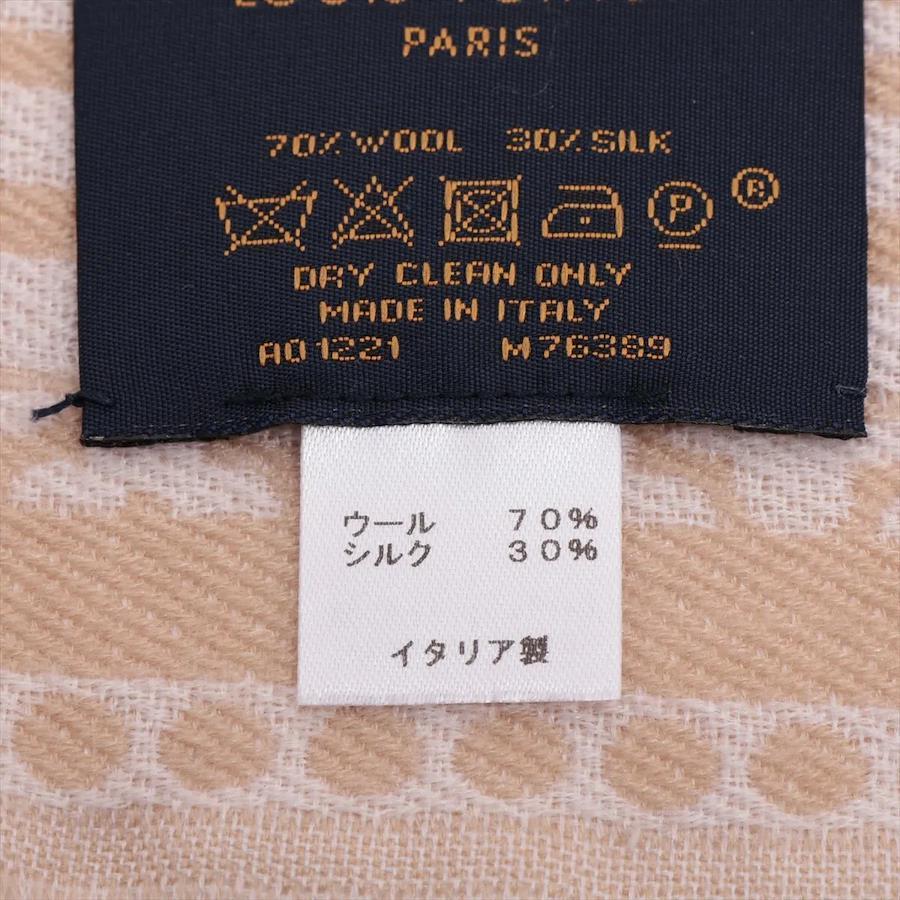 PARIS
70% WOOL 30% SILK
P ®
DRY CLEAN ONLY
MADE IN ITALY
A01221 M76389
ウール 70%
シルク 30%
イタリア製